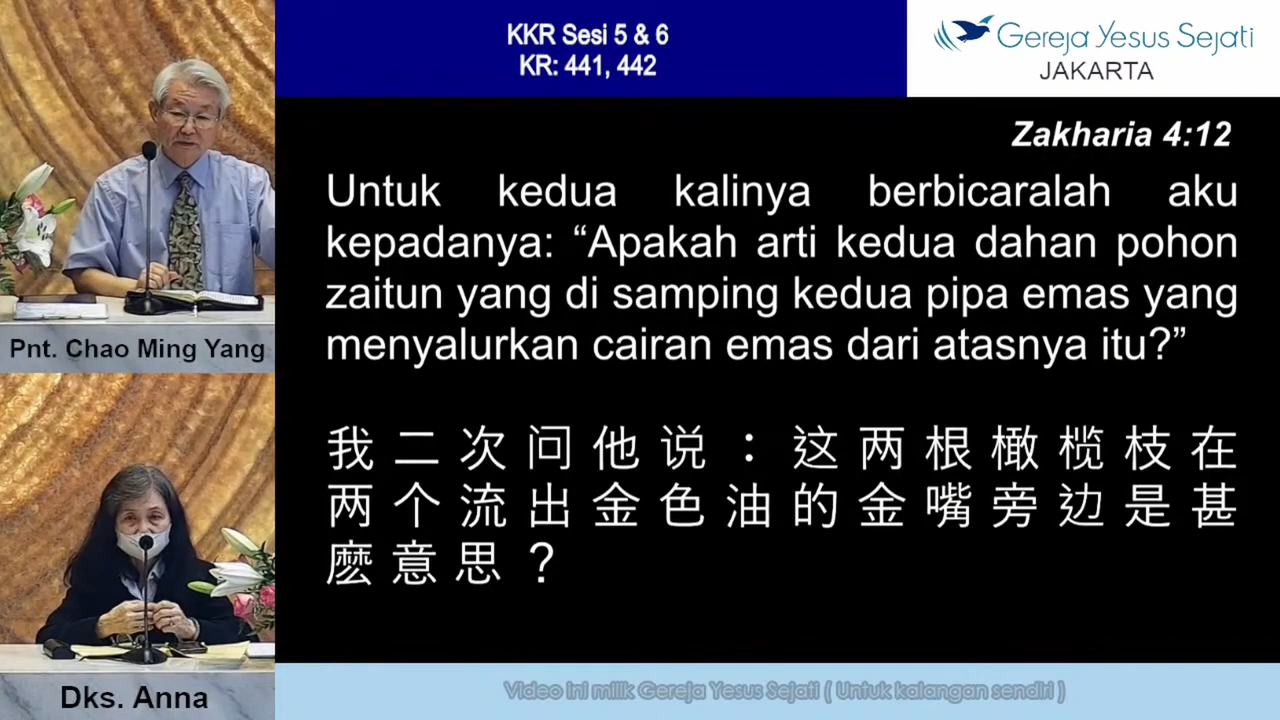 KKR Sesi 5 & 6
KR: 441, 442
Gereja Yesus Sejati
JAKARTA
Zakharia 4:12
Untuk kedua kalinya berbicaralah aku
kepadanya: “Apakah arti kedua dahan pohon
zaitun yang di samping kedua pipa emas yang
menyalurkan cairan emas dari atasnya itu?”
我二次问他说：这两根橄榄枝在
两个流出金色油的金嘴旁边是甚
麽意思？
Pnt. Chao Ming Yang
Dks. Anna
Video ini milik Gereja Yesus Sejati ( Untuk kalangan sendiri )